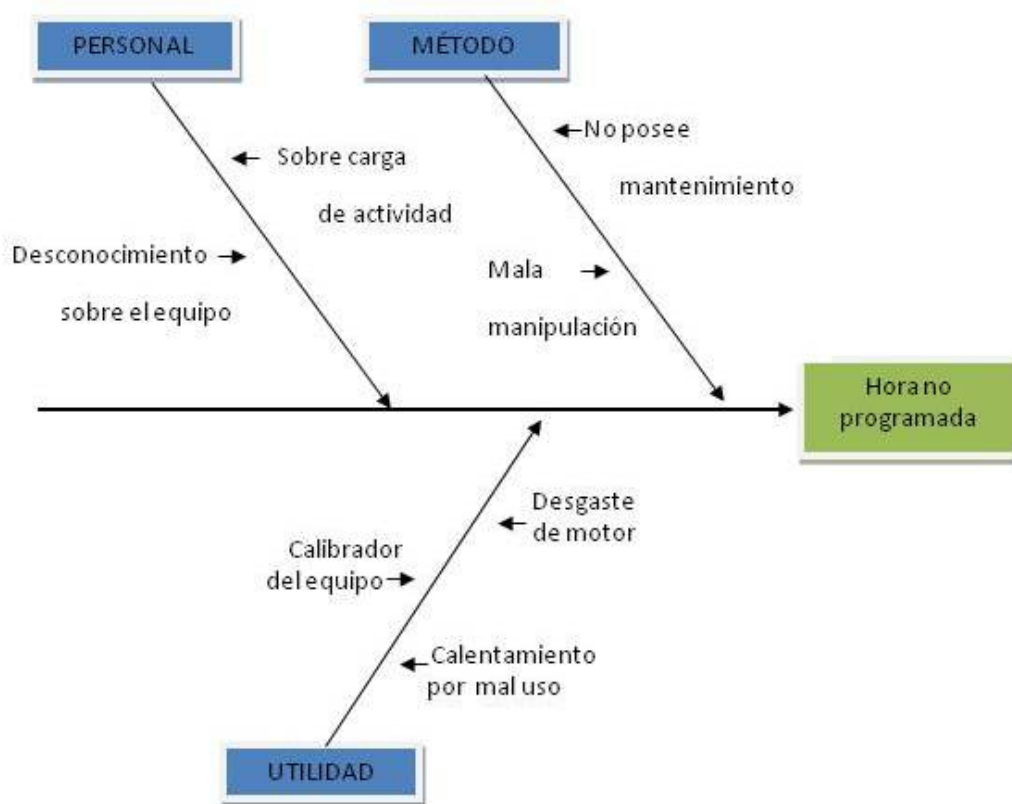 PERSONAL
MÉTODO
Sobre carga
de actividad
Desconocimiento
sobre el equipo
No posee
mantenimiento
Mala
manipulación
Hora no
programada
Desgaste
de motor
Calibrador
del equipo
Calentamiento
por mal uso
UTILIDAD